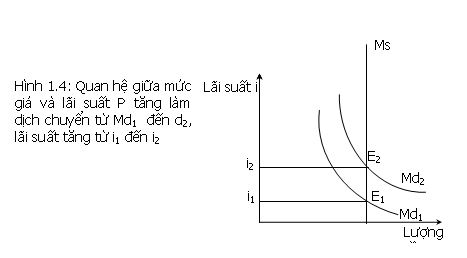 Hình 1.4: Quan hệ giữa mức
giá và lãi suất P tăng làm
dịch chuyển từ Md1 đến d2,
lãi suất tăng từ i1 đến i2
Ms
Lãi suất i
i2
E2
Md2
i1
E1
Md1
Lượng